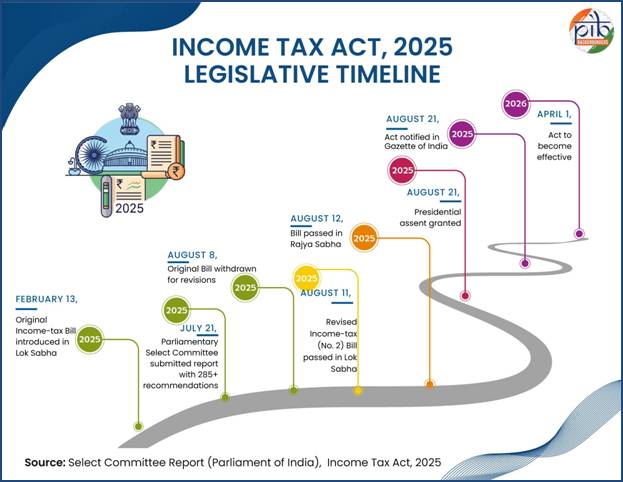 INCOME TAX ACT, 2025
LEGISLATIVE TIMELINE
pib
BACKGROUNDERS
2025
FEBRUARY 13,
Original
Income-tax Bill
introduced in
Lok Sabha
2025
JULY 21,
Parliamentary
Select Committee
submitted report
with 285+
recommendations
2025
AUGUST 8,
Original Bill withdrawn
for revisions
2025
AUGUST 11,
Revised
Income-tax
(No. 2) Bill
passed in Lok
Sabha
2025
AUGUST 12,
Bill passed in
Rajya Sabha
2025
AUGUST 21,
Presidential
assent granted
2025
AUGUST 21,
Act notified in
Gazette of India
2025
APRIL 1,
Act to
become
effective
2026
Source: Select Committee Report (Parliament of India), Income Tax Act, 2025